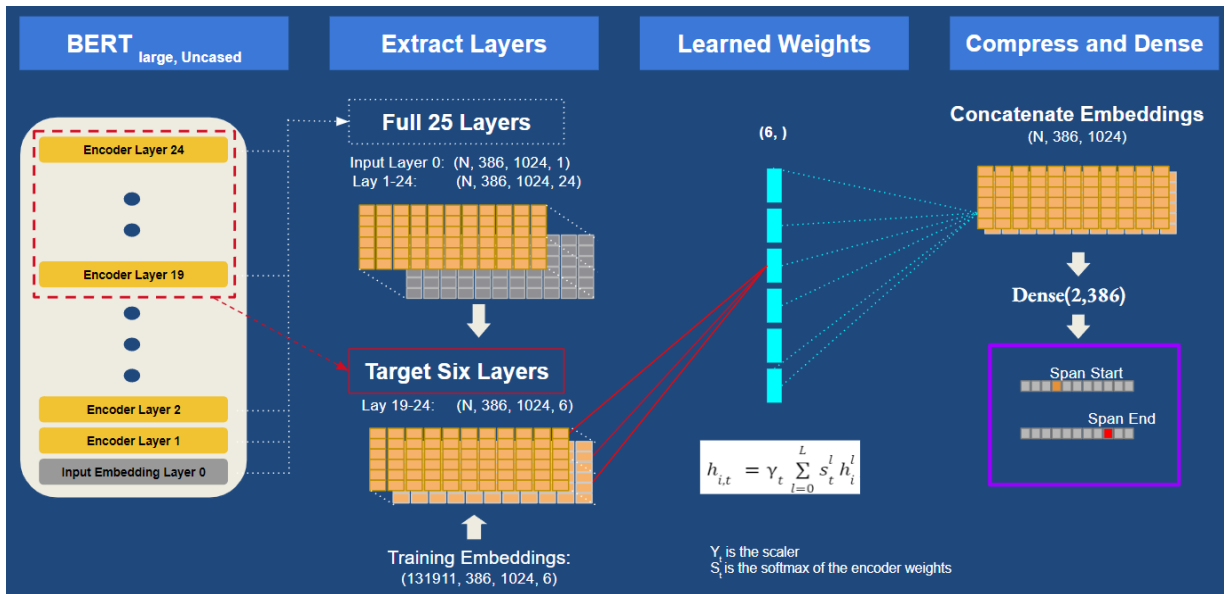 BERT large, Uncased
Extract Layers
Learned Weights
Compress and Dense
Encoder Layer 24
Encoder Layer 19
Encoder Layer 2
Encoder Layer 1
Input Embedding Layer 0
Full 25 Layers
Input Layer 0: (N, 386, 1024, 1)
Lay 1-24: (N, 386, 1024, 24)
Target Six Layers
Lay 19-24: (N, 386, 1024, 6)
Training Embeddings:
(131911, 386, 1024, 6)
(6, )
h_{i,t} = γ_t \sum_{l=0}^{L} s_t^l h_i^l
Y_t is the scaler
S_t is the softmax of the encoder weights
Concatenate Embeddings
(N, 386, 1024)
Dense(2,386)
Span Start
Span End